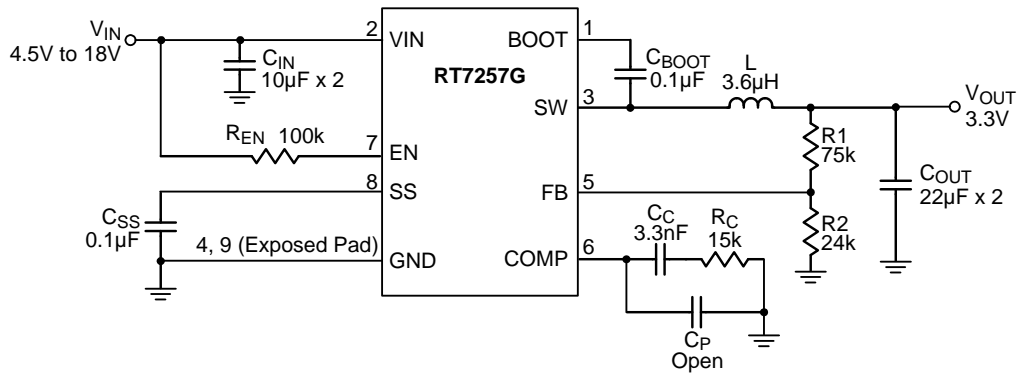 VIN
4.5V to 18V
2
VIN
CIN
10µF x 2
REN 100k
7
EN
8
SS
CSS
0.1µF
4, 9 (Exposed Pad)
GND
RT7257G
BOOT
1
CBOOT
0.1µF
L
3.6µH
SW
3
VOUT
3.3V
R1
75k
COUT
22µF x 2
FB
5
R2
24k
COMP
6
CC
3.3nF
RC
15k
CP
Open